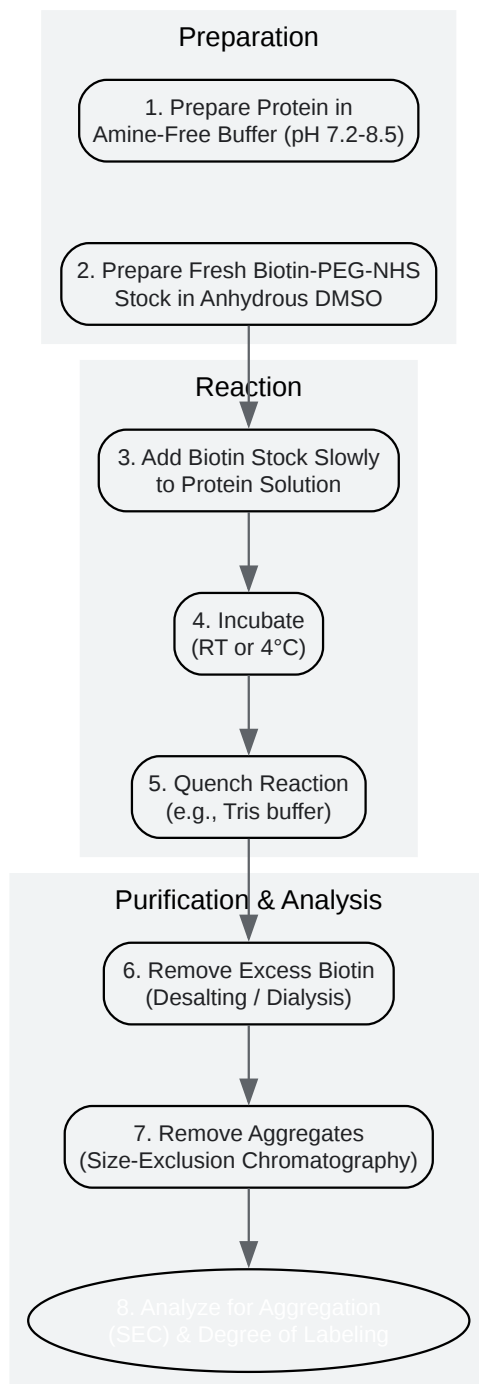 Preparation
1. Prepare Protein in
Amine-Free Buffer (pH 7.2-8.5)
2. Prepare Fresh Biotin-PEG-NHS
Stock in Anhydrous DMSO
Reaction
3. Add Biotin Stock Slowly
to Protein Solution
4. Incubate
(RT or 4°C)
5. Quench Reaction
(e.g., Tris buffer)
Purification & Analysis
6. Remove Excess Biotin
(Desalting / Dialysis)
7. Remove Aggregates
(Size-Exclusion Chromatography)
8. Analyze for Aggregation
(SEC) & Degree of Labeling